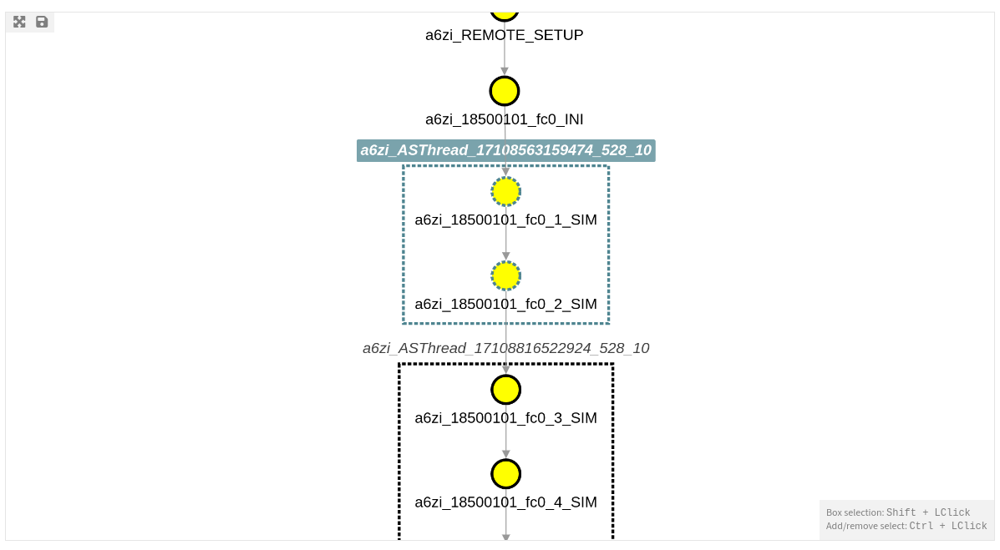 a6zi_REMOTE_SETUP
a6zi_18500101_fc0_INI
a6zi_ASThread_17108563159474_528_10
a6zi_18500101_fc0_1_SIM
a6zi_18500101_fc0_2_SIM
a6zi_ASThread_17108816522924_528_10
a6zi_18500101_fc0_3_SIM
a6zi_18500101_fc0_4_SIM
Box selection: Shift + LClick
Add/remove select: Ctrl + LClick